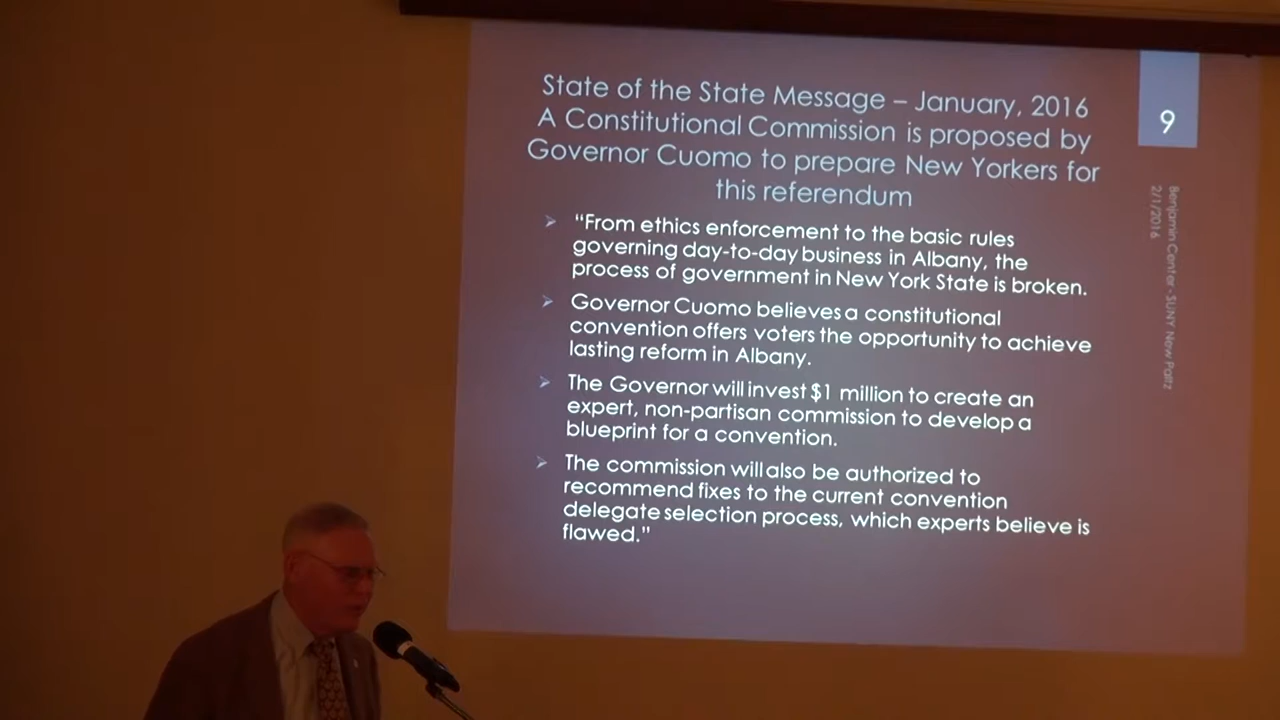 State of the State Message – January, 2016
A Constitutional Commission is proposed by
Governor Cuomo to prepare New Yorkers for
this referendum
9
"From ethics enforcement to the basic rules
governing day-to-day business in Albany, the
process of government in New York State is broken.
Governor Cuomo believes a constitutional
convention offers voters the opportunity to achieve
lasting reform in Albany.
The Governor will invest $1 million to create an
expert, non-partisan commission to develop a
blueprint for a convention.
The commission will also be authorized to
recommend fixes to the current convention
delegate selection process, which experts believe is
flawed."
Benjamin Center - SUNY New Paltz
2/1/2016